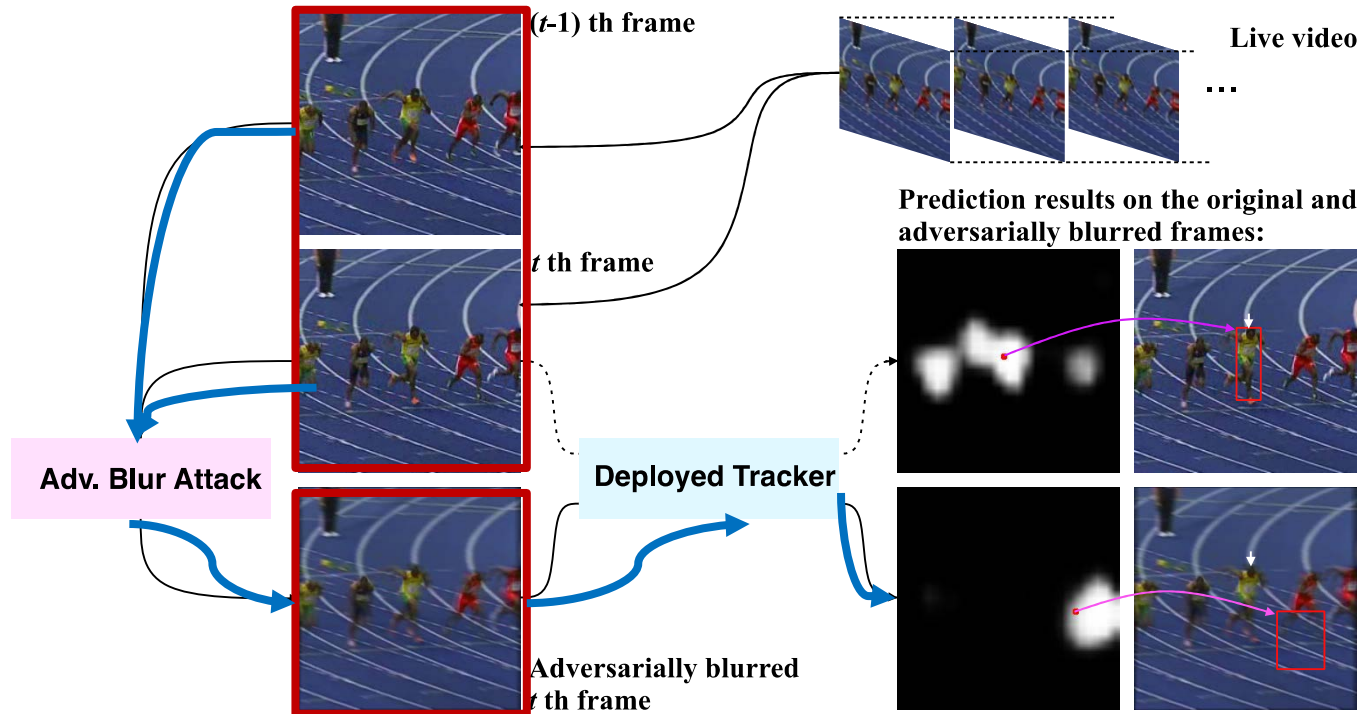 (t-1) th frame
Live video
...
Prediction results on the original and
adversarially blurred frames:
t th frame
Adv. Blur Attack
Deployed Tracker
Adversarially blurred
t th frame